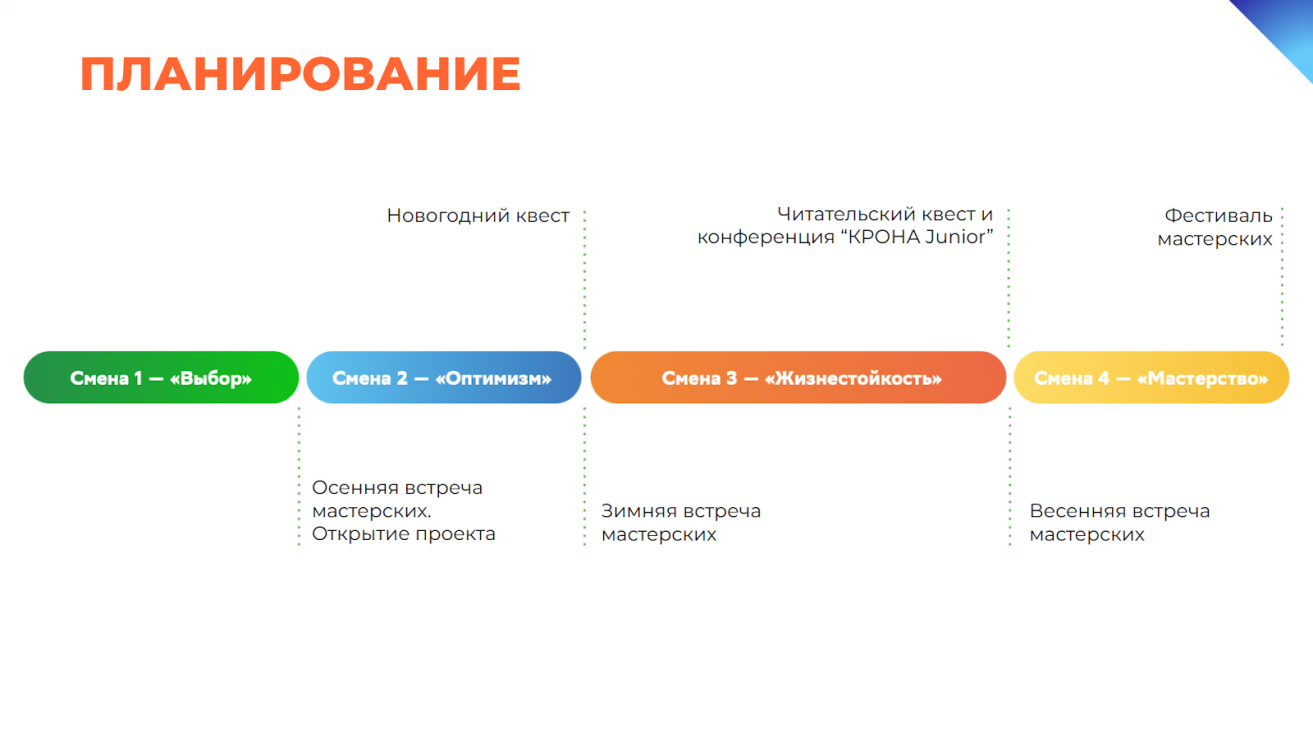 ПЛАНИРОВАНИЕ
Новогодний квест
Читательский квест и
конференция “КРОНА Junior”
Фестиваль
мастерских
Смена 1 — «Выбор»
Смена 2 — «Оптимизм»
Смена 3 — «Жизнестойкость»
Смена 4 — «Мастерство»
Осенняя встреча
мастерских.
Открытие проекта
Зимняя встреча
мастерских
Весенняя встреча
мастерских